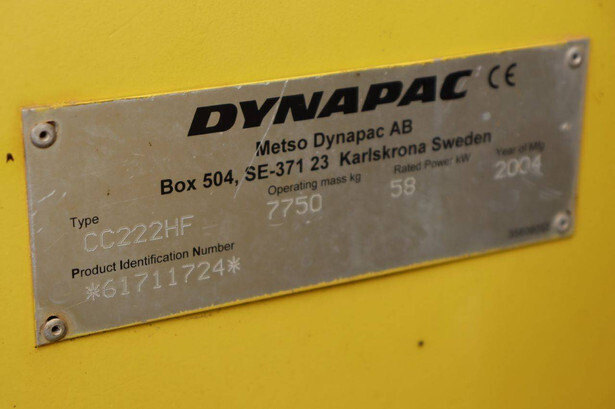 DYNAPAC CE
Metso Dynapac AB
Box 504, SE-371 23 Karlskrona Sweden
Type Operating mass kg Rated Power kW Year of Mfg
CC222HF 7750 58 2004
Product Identification Number
*61711724*